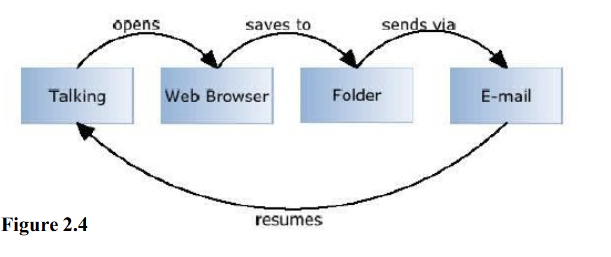 opens
saves to
sends via
Talking
Web Browser
Folder
E-mail
resumes
Figure 2.4